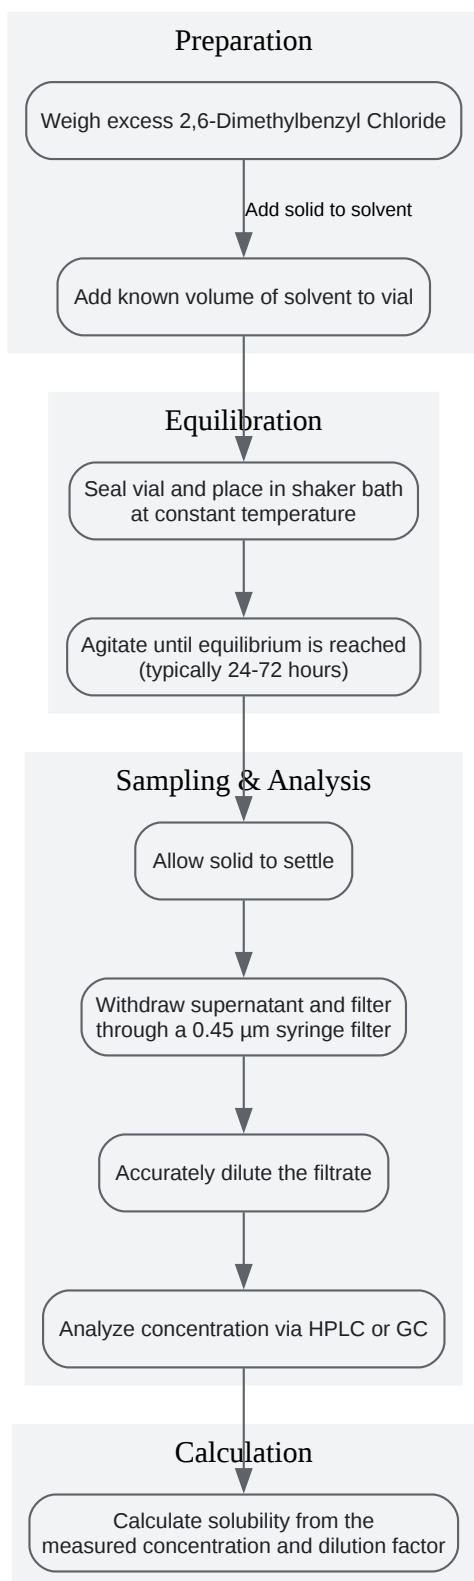 Preparation
Weigh excess 2,6-Dimethylbenzyl Chloride
Add solid to solvent
Add known volume of solvent to vial
Equilibration
Seal vial and place in shaker bath
at constant temperature
Agitate until equilibrium is reached
(typically 24-72 hours)
Sampling & Analysis
Allow solid to settle
Withdraw supernatant and filter
through a 0.45 µm syringe filter
Accurately dilute the filtrate
Analyze concentration via HPLC or GC
Calculation
Calculate solubility from the
measured concentration and dilution factor